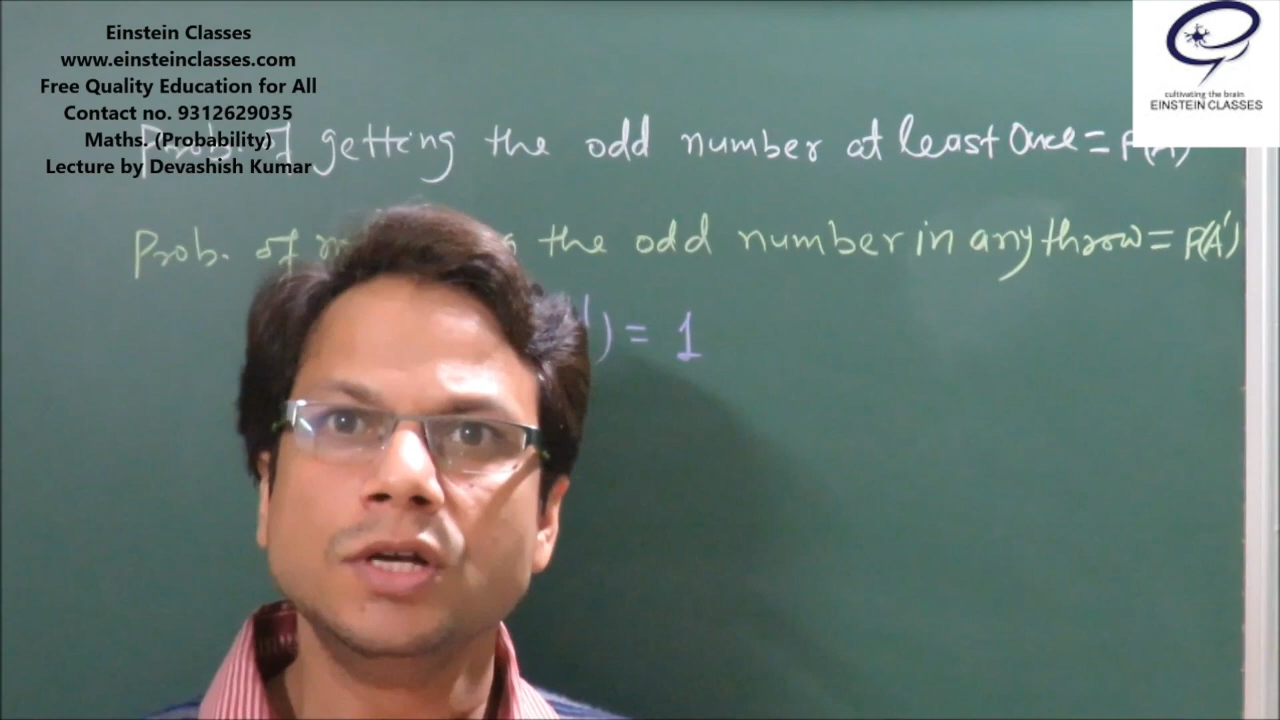 Einstein Classes
www.einsteinclasses.com
Free Quality Education for All
Contact no. 9312629035
Maths. (Probability)
Lecture by Devashish Kumar
cultivating the brain
EINSTEIN CLASSES
getting the odd number at least Once = P(A)
Prob. of the odd number in any throw = P(A')
') = 1